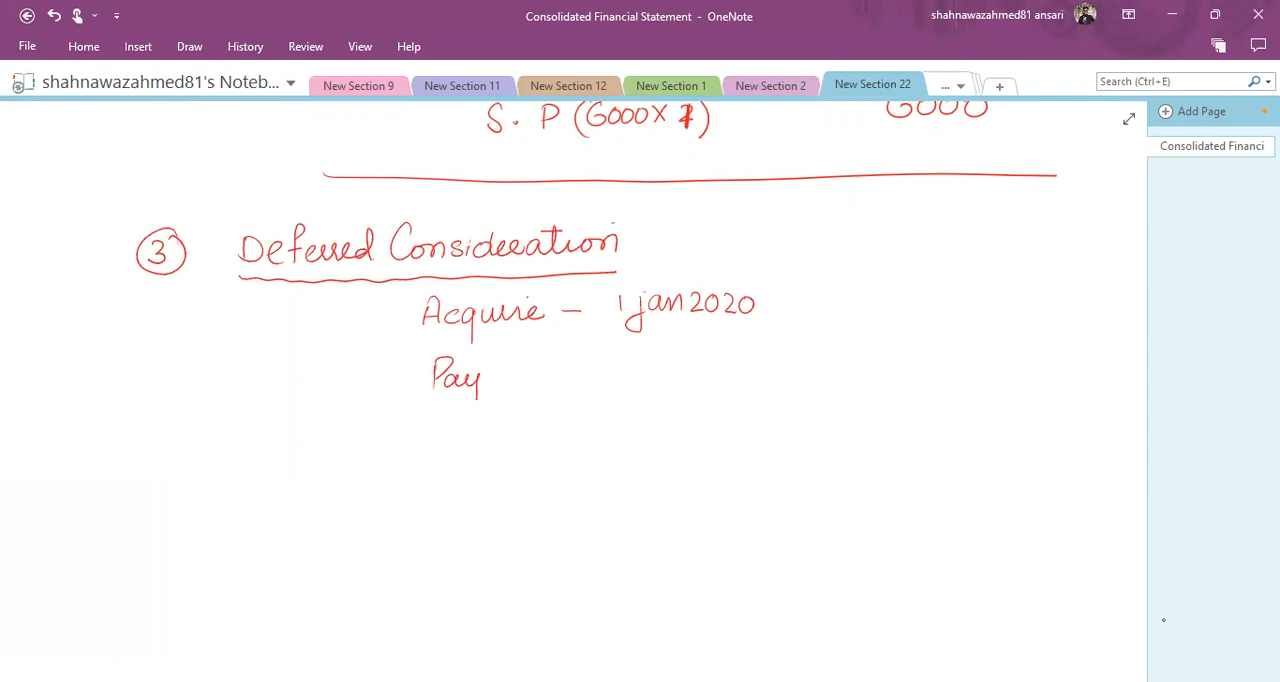 Consolidated Financial Statement - OneNote
shahnawazahmed81 ansari
File Home Insert Draw History Review View Help
shahnawazahmed81's Noteb...
New Section 9 New Section 11 New Section 12 New Section 1 New Section 2 New Section 22 ...
Search (Ctrl+E)
Add Page
Consolidated Financi
S. P (6000 X 1) 6000
3 Deferred Consideration
Acquire - 1 jan 2020
Pay